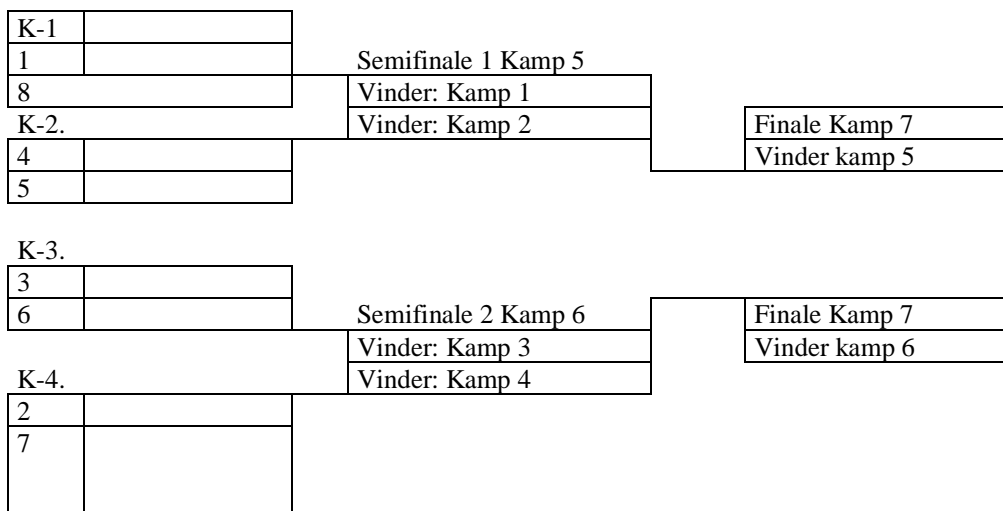 K-1
1
Semifinale 1 Kamp 5
8
Vinder: Kamp 1
K-2.
Vinder: Kamp 2
Finale Kamp 7
4
Vinder kamp 5
5
K-3.
3
6
Semifinale 2 Kamp 6
Finale Kamp 7
Vinder: Kamp 3
Vinder kamp 6
K-4.
Vinder: Kamp 4
2
7